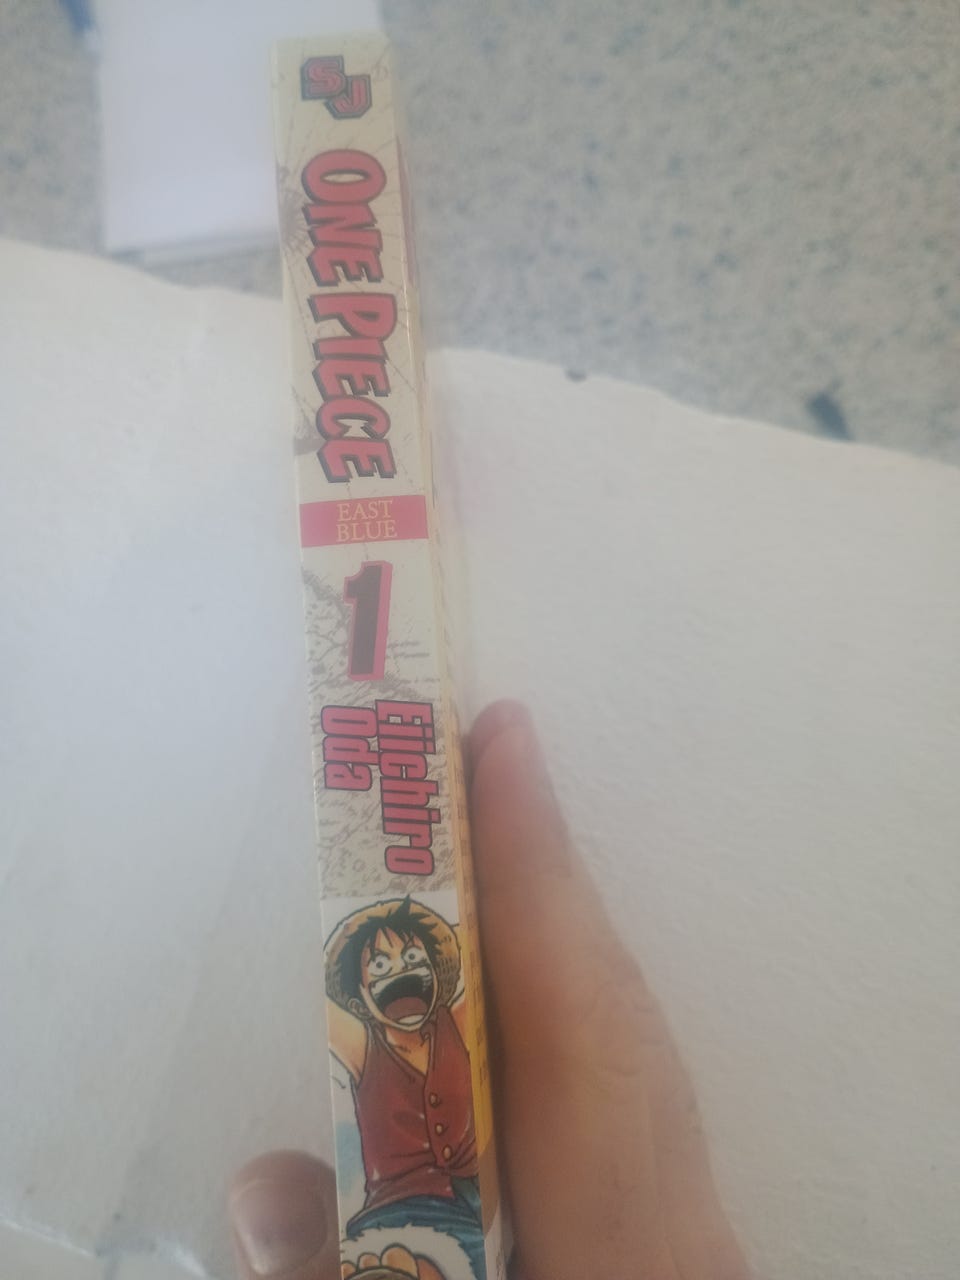 SJ
ONE PIECE
EAST
BLUE
1
Eiichiro
Oda